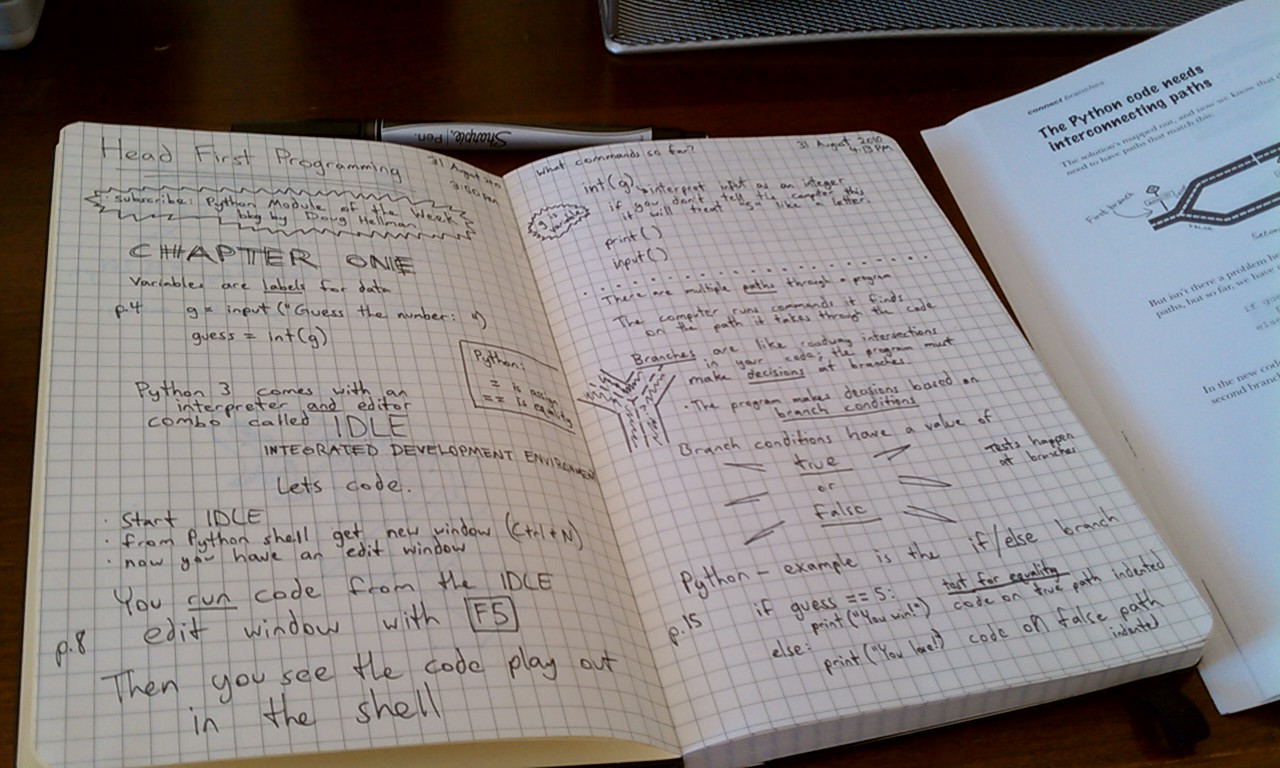 Head First Programming
31 August 2010
3:50 pm
subscribe: Python Module of the Week
blog by Doug Hellman
CHAPTER ONE
Variables are labels for data
p.4 g = input ("Guess the number: ")
guess = int(g)
Python:
= is assign
== is equality
Python 3 comes with an
interpreter and editor
combo called IDLE
INTEGRATED DEVELOPMENT ENVIRONMENT
Lets code.
· Start IDLE
· from Python shell get new window (Ctrl+N)
· now you have an edit window
You run code from the IDLE
edit window with F5
p.8
Then you see the code play out
in the shell
What commands so far?
31 August 2010
4:13 pm
int(g) → interpret input as an integer
if you don't tell the computer this
it will treat "g" like a letter.
g is variable
print()
input()
There are multiple paths through a program
The computer runs commands it finds
on the path it takes through the code
Branches are like roadway intersections
in your code; the program must
make decisions at branches.
· The program makes decisions based on
branch conditions
Branch conditions have a value of
true
or
false
Tests happen
at branches
Python - example is the if/else branch
p.15 if guess == 5: test for equality
print("You win!") code on true path indented
else:
print("You lose!") code on false path
indented
Sharpie. Pen.
connect branches
The Python code needs
interconnecting paths
The solution's mapped out, and now we know that
need to have paths that match this:
First branch
FALSE
But isn't there a problem
paths, but so far, we have
if
In the new
second